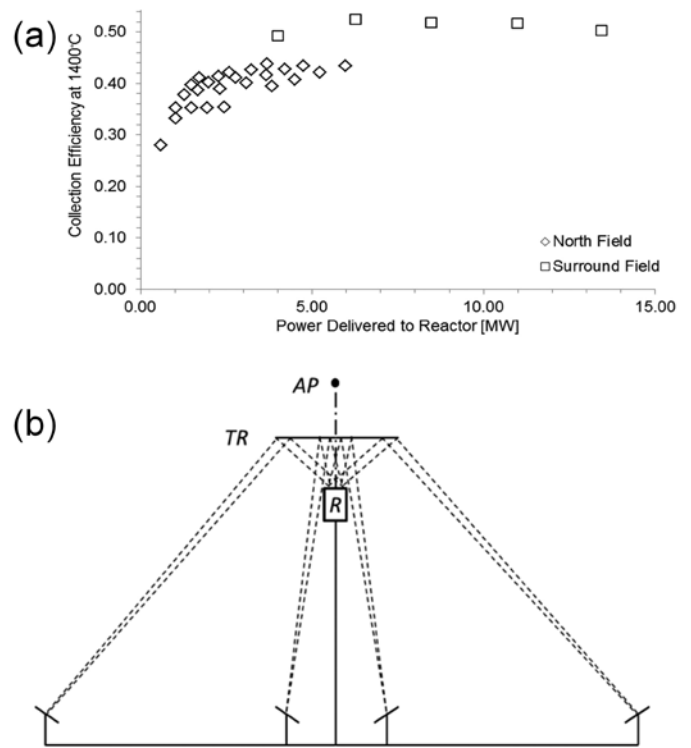 (a)
Collection Efficiency at 1400°C
0.50
0.40
0.30
0.20
0.10
0.00
◇North Field
□Surround Field
0.00 5.00 10.00 15.00
Power Delivered to Reactor [MW]
(b)
AP
TR
R